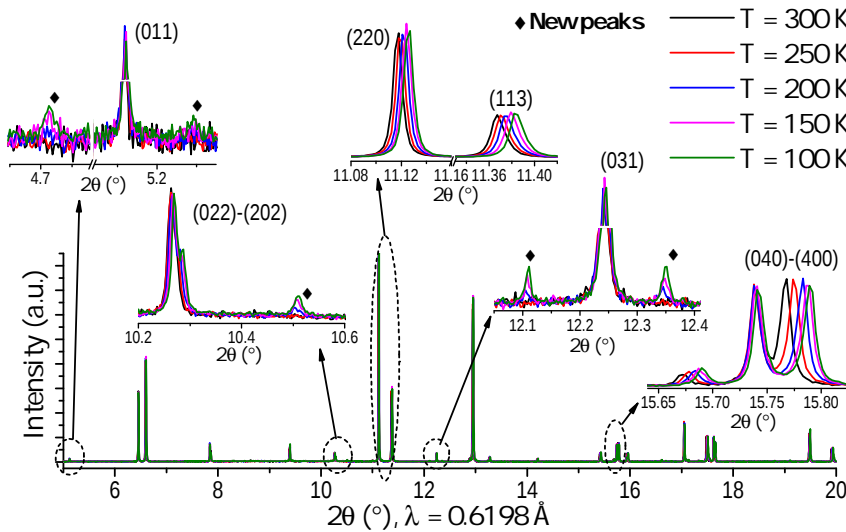 (011)
4.7
5.2
2θ (°)
(220)
(113)
11.08
11.12
11.16
11.36
11.40
2θ (°)
◆ New peaks
T = 300 K
T = 250 K
T = 200 K
T = 150 K
T = 100 K
(022)-(202)
10.2
10.4
10.6
2θ (°)
(031)
12.1
12.2
12.3
12.4
2θ (°)
(040)-(400)
15.65
15.70
15.75
15.80
2θ (°)
Intensity (a.u.)
6
8
10
12
14
16
18
20
2θ (°), λ = 0.6198 Å